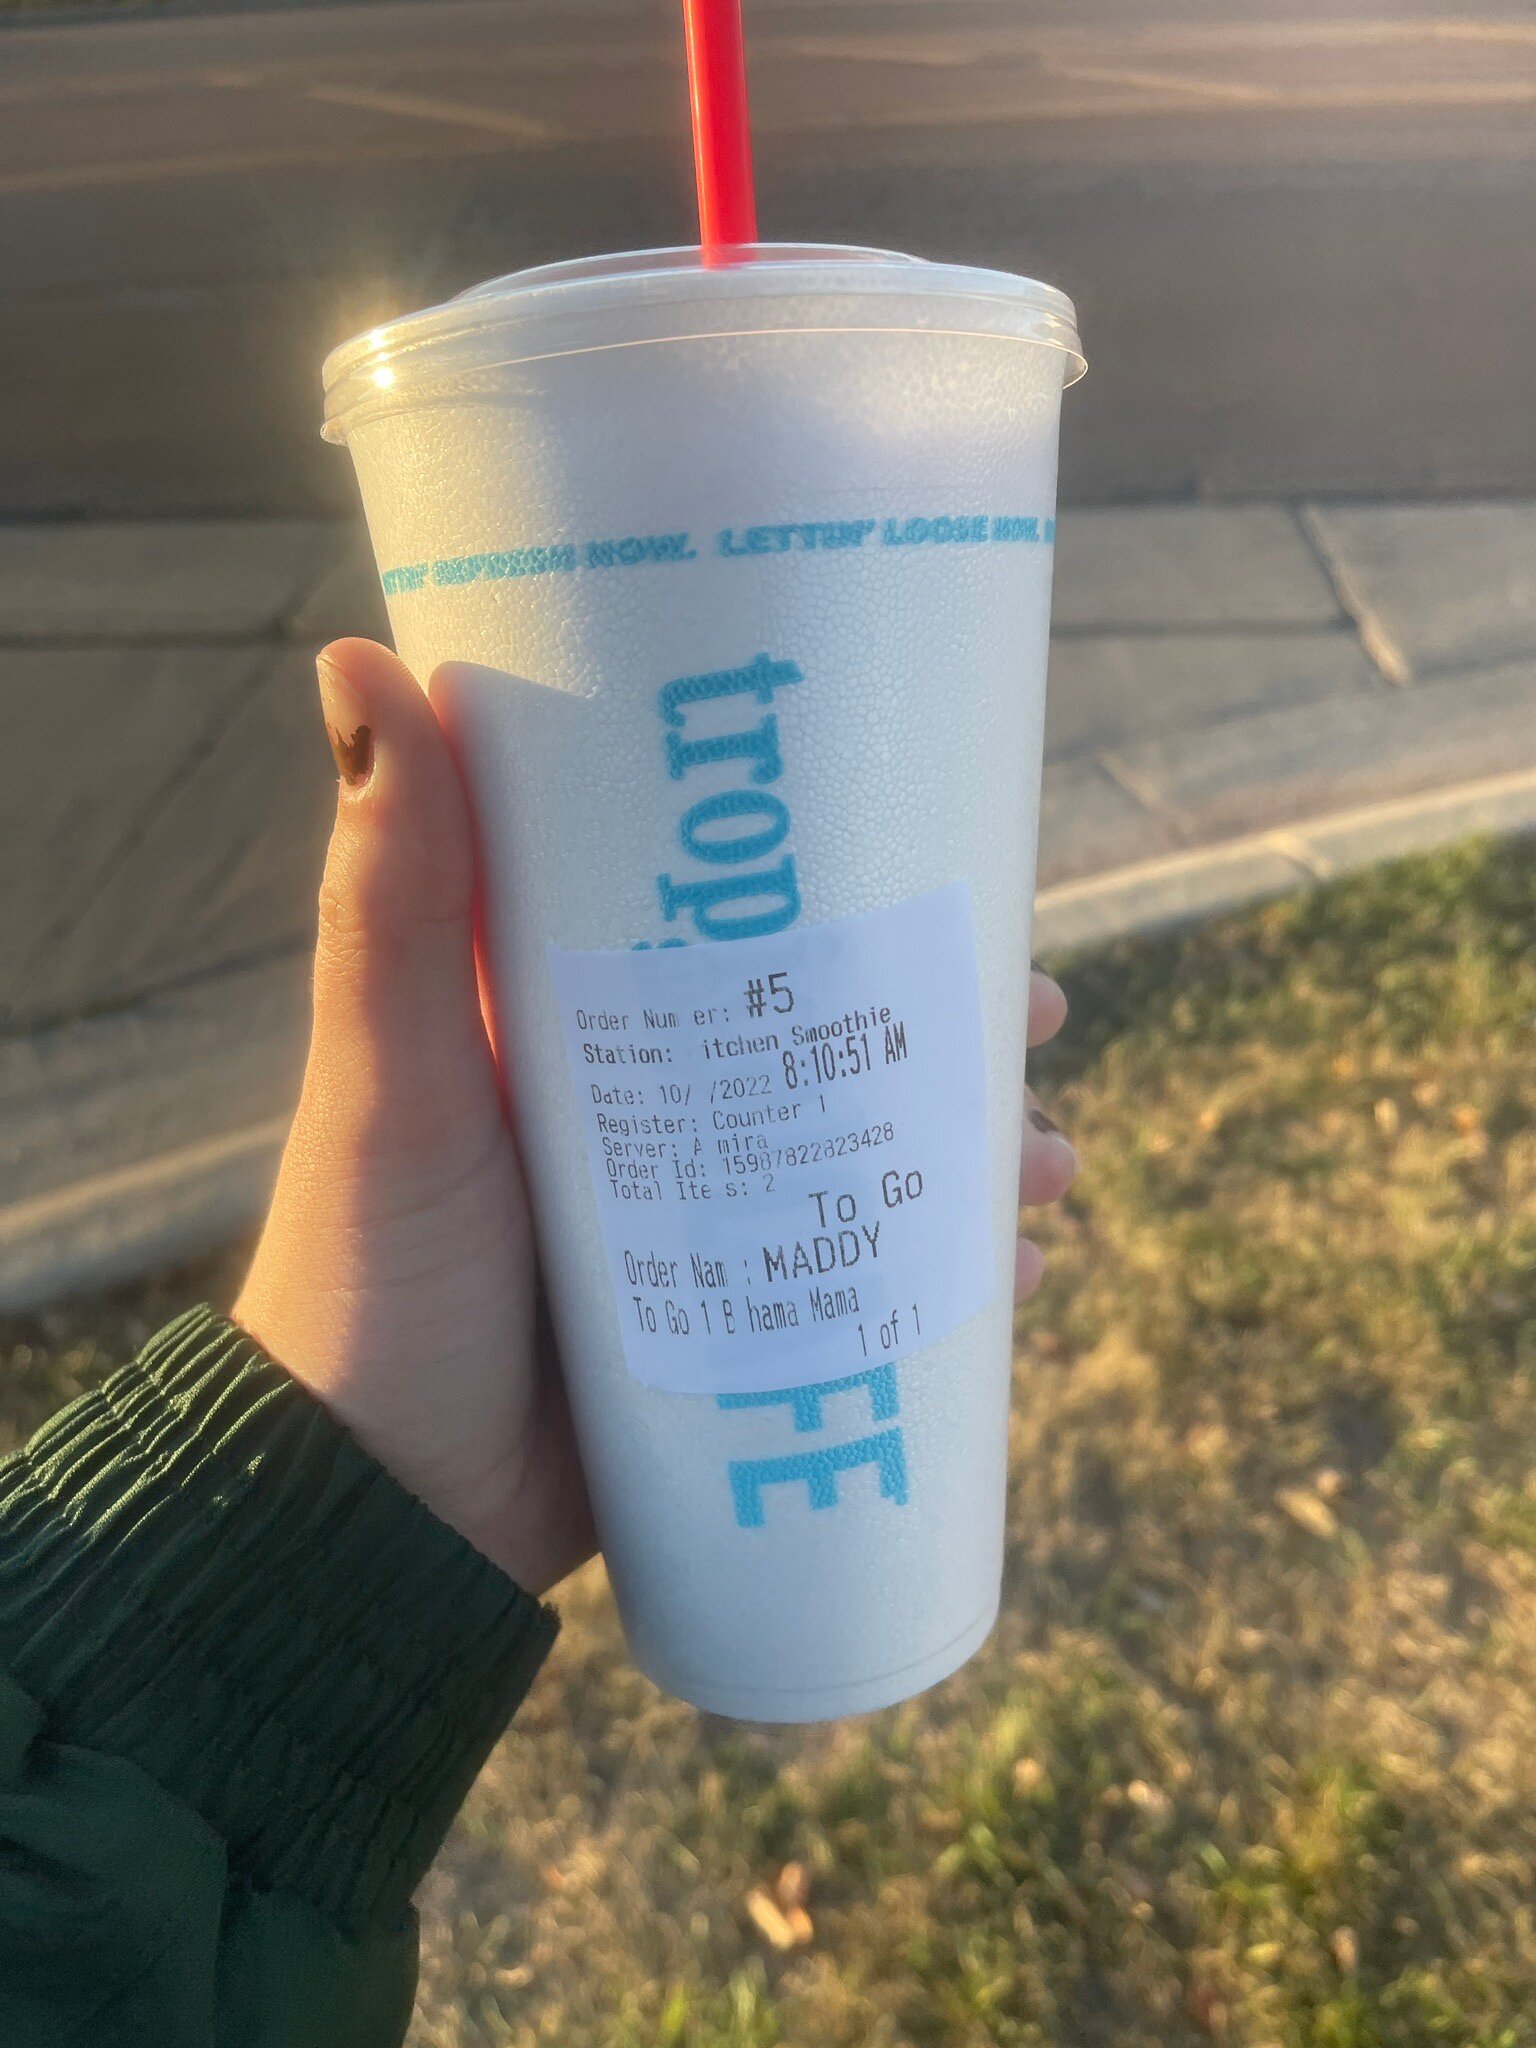 NOW. LETTIN' LOOSE NOW.
trop
FE
Order Num er: #5
Station: itchen Smoothie
Date: 10/ /2022 8:10:51 AM
Register: Counter 1
Server: A mira
Order Id: 15987822823428
Total Ite s: 2
To Go
Order Nam : MADDY
To Go 1 B hama Mama
1 of 1